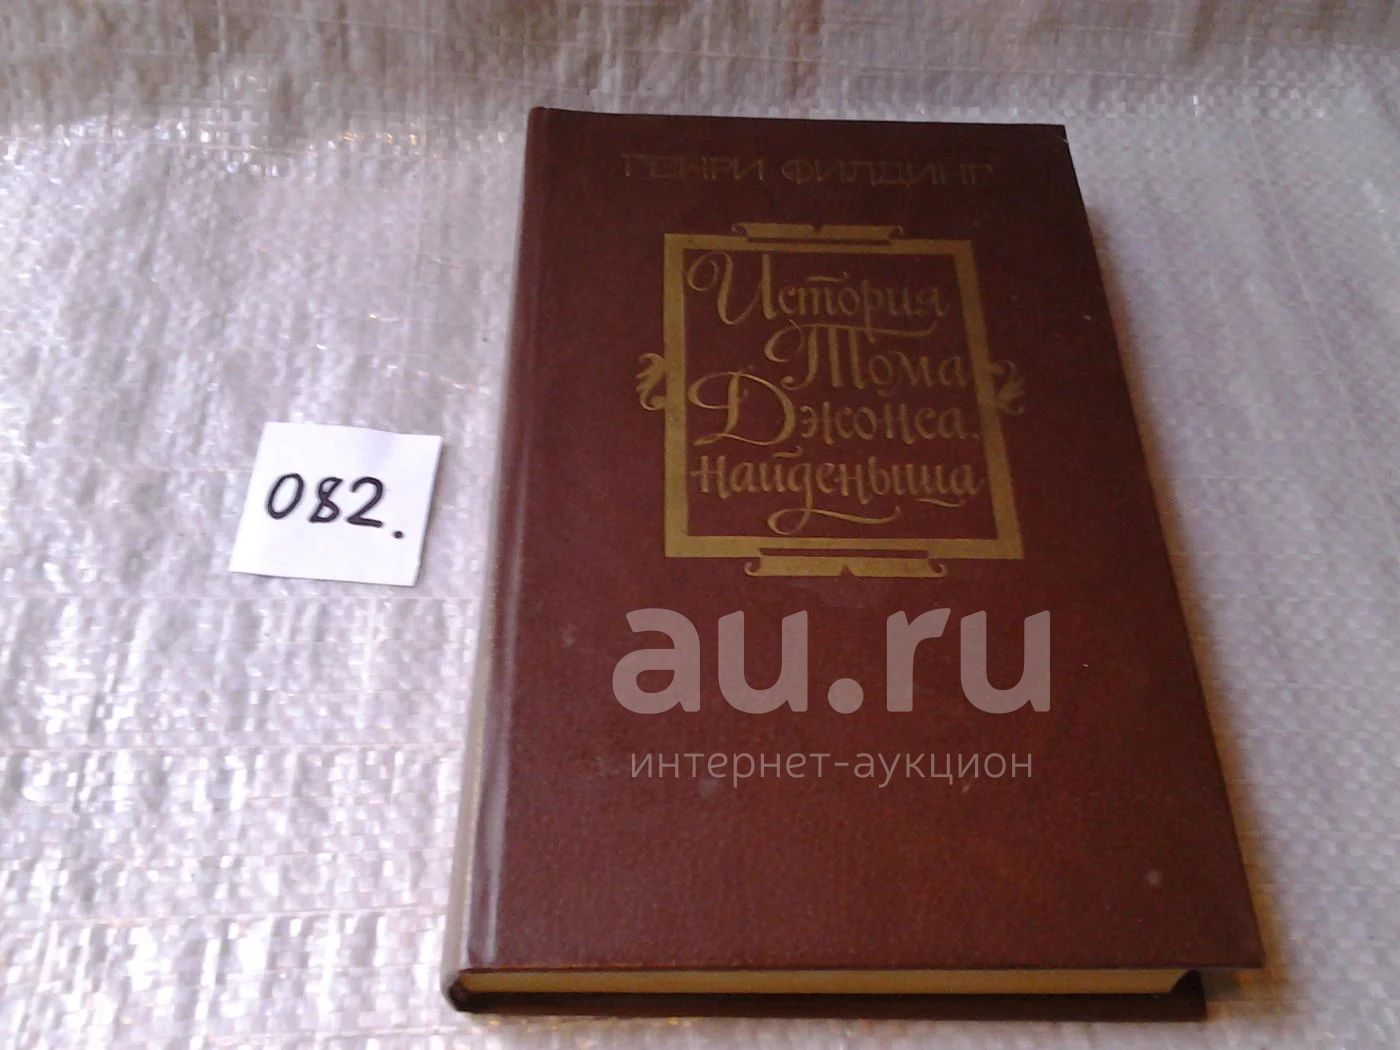 ГЕНРИ ФИЛДИНГ
История
Тома
Джонса,
найденыша
082.
au.ru
интернет-аукцион